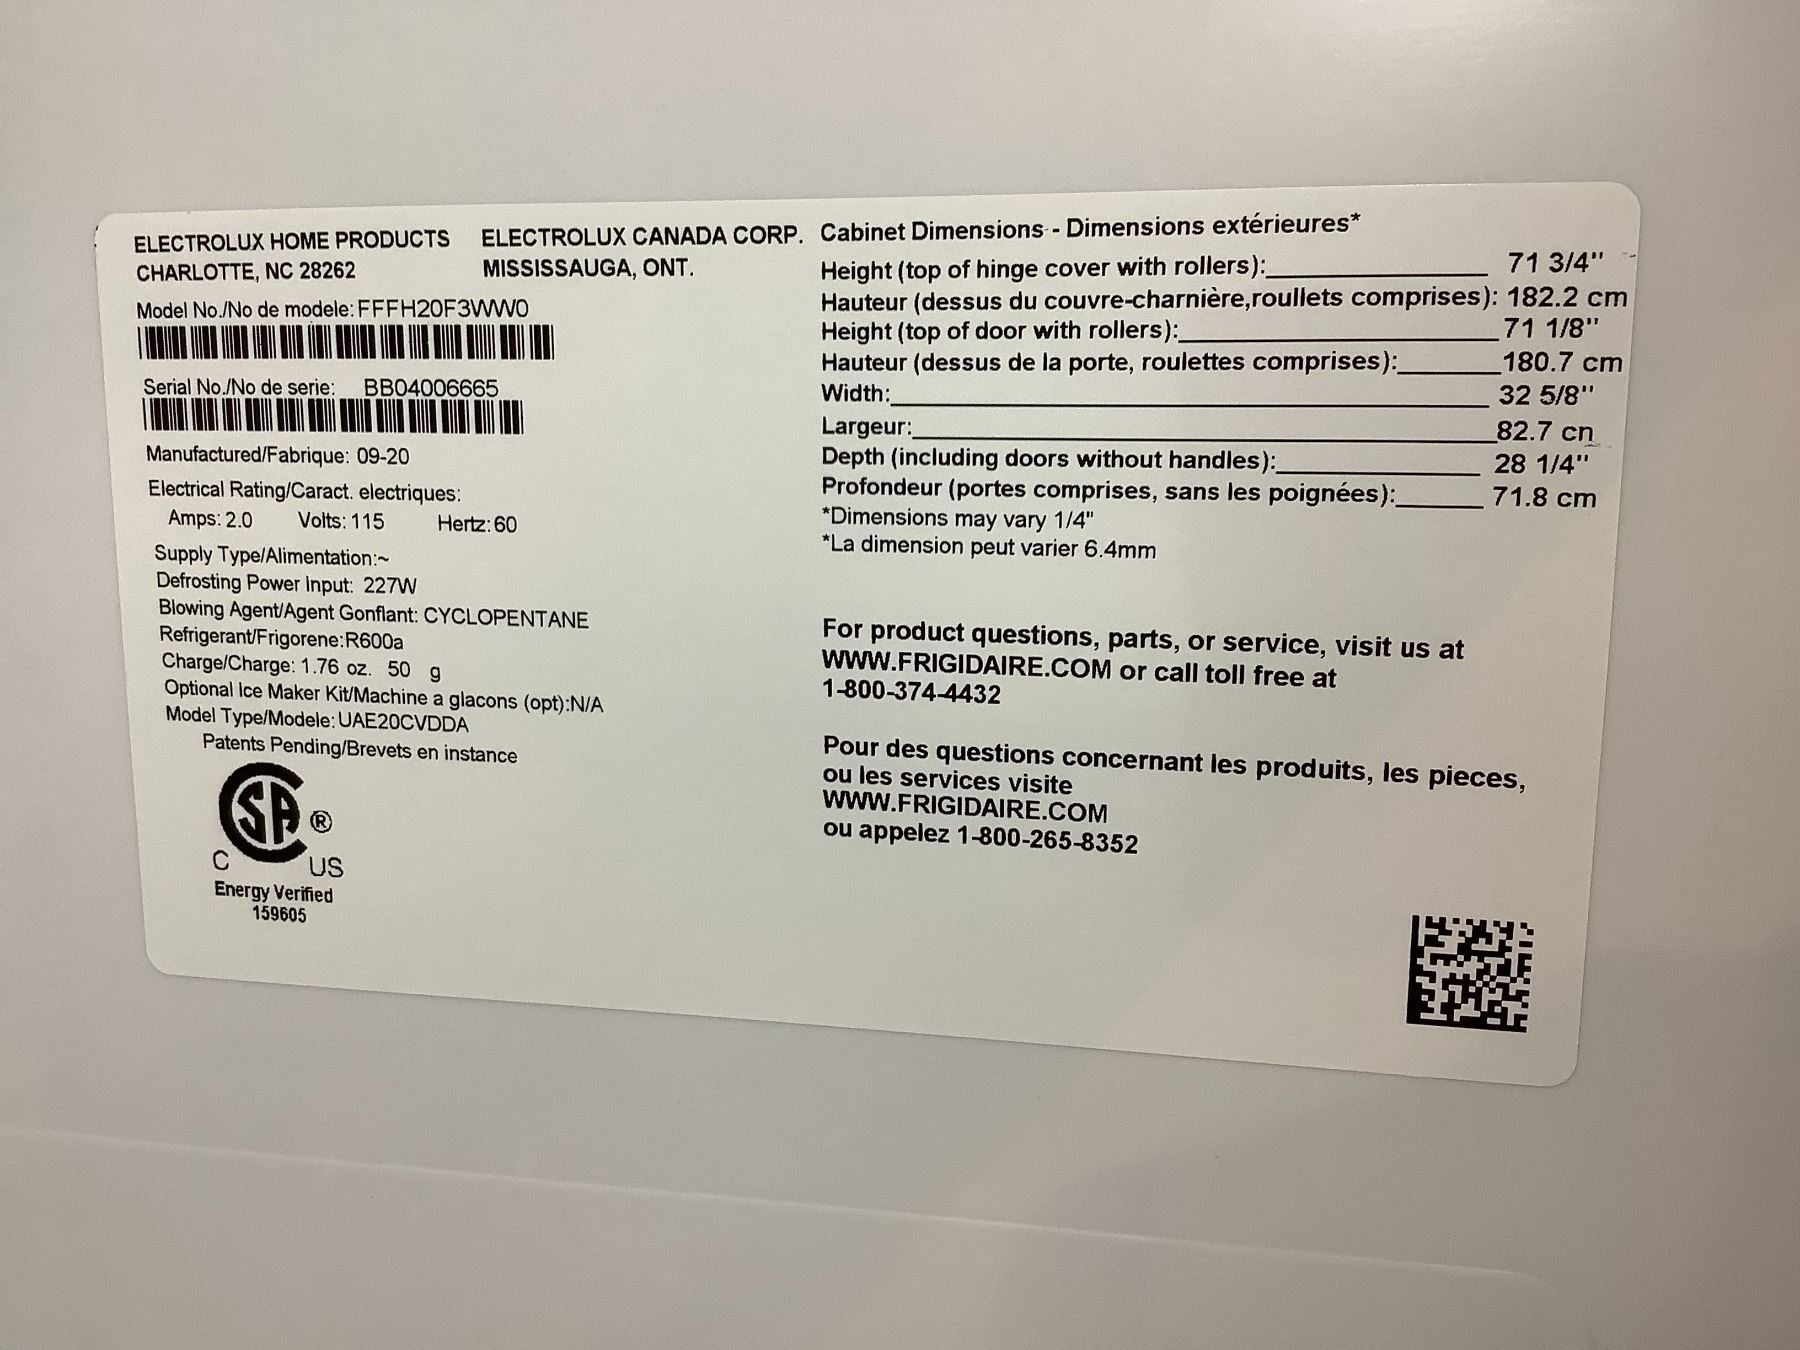 ELECTROLUX HOME PRODUCTS
CHARLOTTE, NC 28262
ELECTROLUX CANADA CORP.
MISSISSAUGA, ONT.
Model No./No de modele: FFFH20F3WW0
Serial No./No de serie: BB04006665
Manufactured/Fabrique: 09-20
Electrical Rating/Caract. electriques:
Amps: 2.0 Volts: 115 Hertz: 60
Supply Type/Alimentation:~
Defrosting Power Input: 227W
Blowing Agent/Agent Gonflant: CYCLOPENTANE
Refrigerant/Frigorene:R600a
Charge/Charge: 1.76 oz. 50 g
Optional Ice Maker Kit/Machine a glacons (opt):N/A
Model Type/Modele: UAE20CVDDA
Patents Pending/Brevets en instance
SA ®
C US
Energy Verified
159605
Cabinet Dimensions - Dimensions extérieures*
Height (top of hinge cover with rollers): 71 3/4"
Hauteur (dessus du couvre-charnière,roullets comprises): 182.2 cm
Height (top of door with rollers): 71 1/8"
Hauteur (dessus de la porte, roulettes comprises): 180.7 cm
Width: 32 5/8"
Largeur: 82.7 cn
Depth (including doors without handles): 28 1/4"
Profondeur (portes comprises, sans les poignées): 71.8 cm
*Dimensions may vary 1/4"
*La dimension peut varier 6.4mm
For product questions, parts, or service, visit us at
WWW.FRIGIDAIRE.COM or call toll free at
1-800-374-4432
Pour des questions concernant les produits, les pieces,
ou les services visite
WWW.FRIGIDAIRE.COM
ou appelez 1-800-265-8352